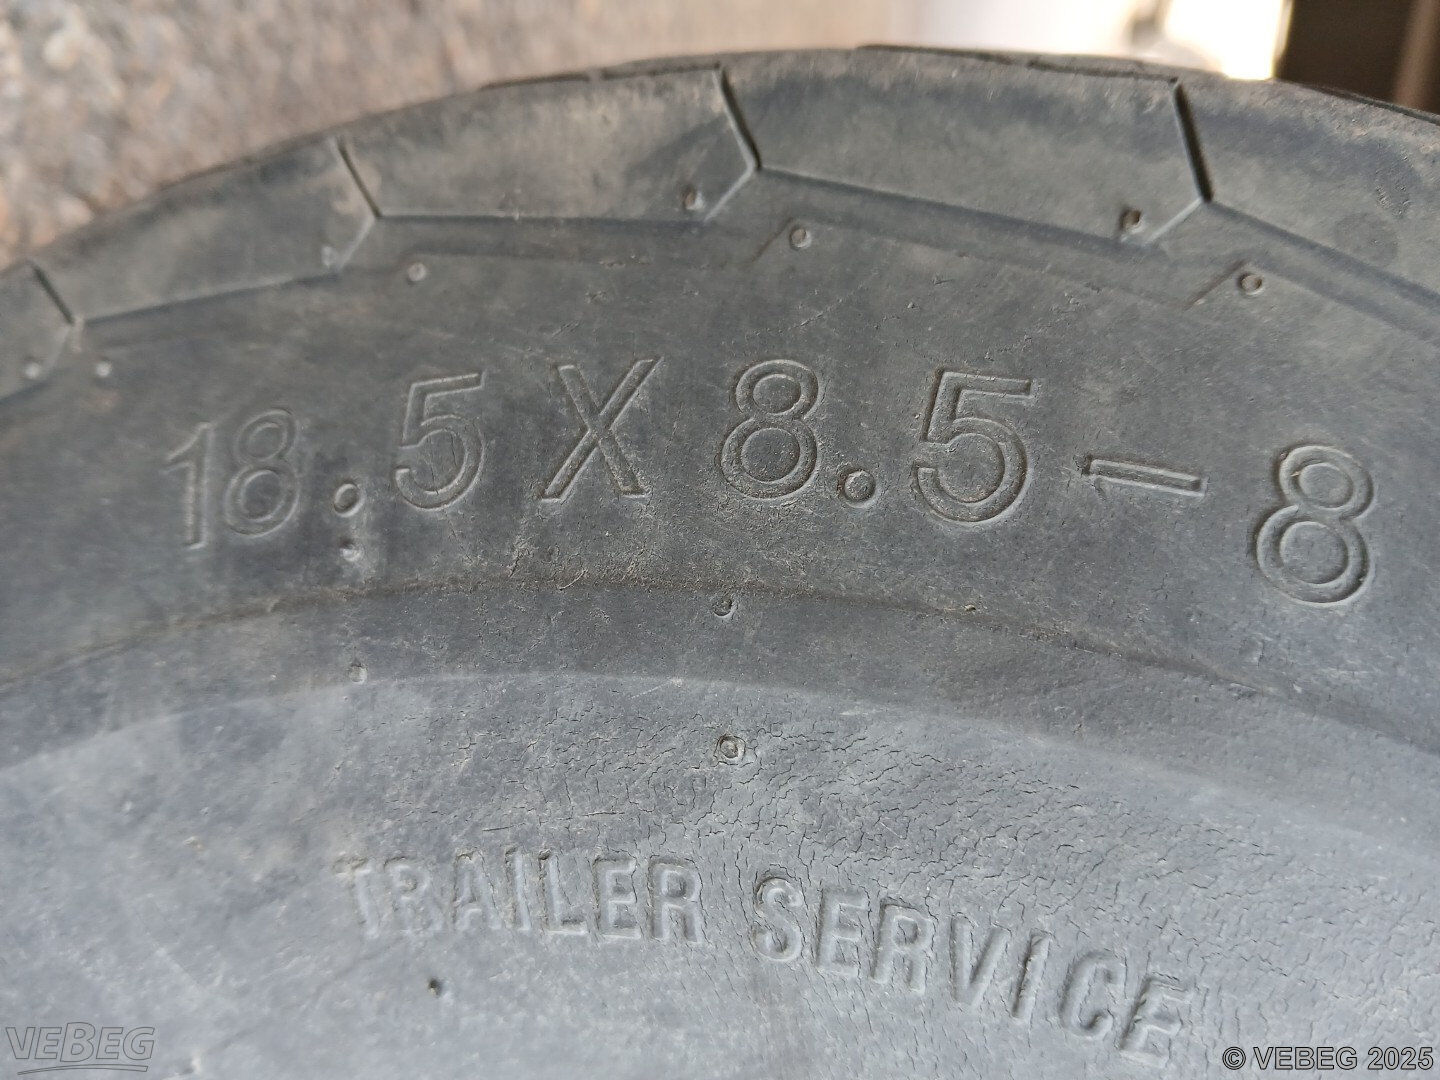 18.5 X 8.5 - 8
TRAILER SERVICE
VEBEG
© VEBEG 2025